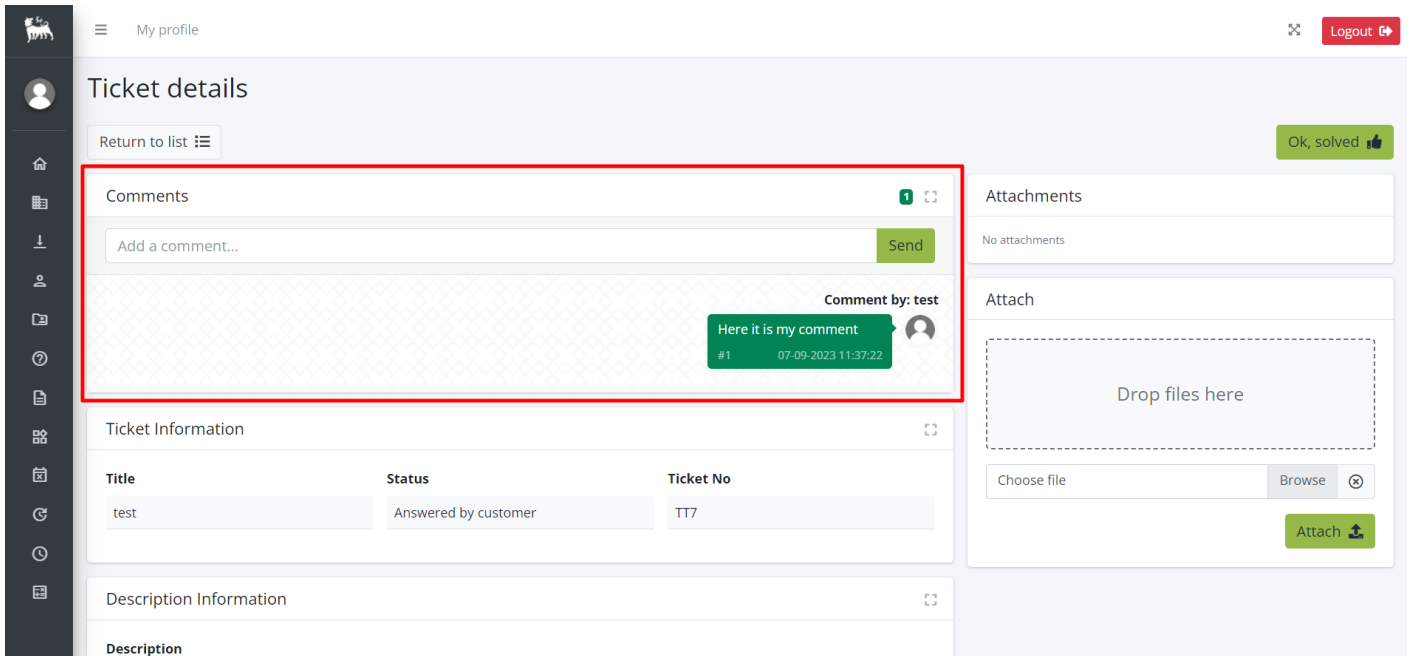 My profile
Logout
Ticket details
Return to list
Ok, solved
Comments
1
Add a comment...
Send
Comment by: test
Here it is my comment
#1 07-09-2023 11:37:22
Ticket Information
Title Status Ticket No
test Answered by customer TT7
Description Information
Description
Attachments
No attachments
Attach
Drop files here
Choose file Browse
Attach